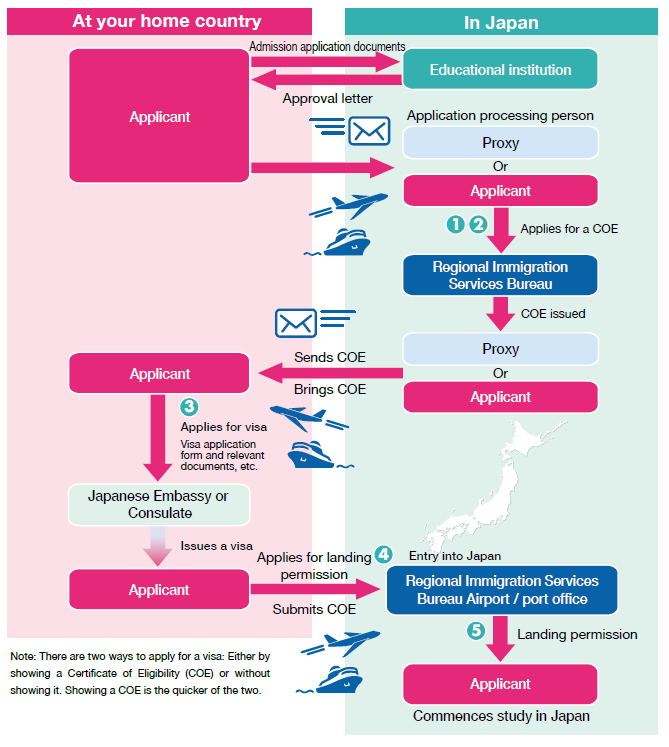 At your home country
In Japan
Admission application documents
Applicant
Educational institution
Approval letter
Application processing person
Proxy
Or
Applicant
1 2
Applies for a COE
Regional Immigration
Services Bureau
COE issued
Proxy
Sends COE
Applicant
Or
Brings COE
Applicant
3
Applies for visa
Visa application
form and relevant
documents, etc.
Japanese Embassy or
Consulate
Issues a visa
Applies for landing
permission
4
Entry into Japan
Applicant
Regional Immigration Services
Bureau Airport / port office
Submits COE
5
Landing permission
Note: There are two ways to apply for a visa: Either by
showing a Certificate of Eligibility (COE) or without
showing it. Showing a COE is the quicker of the two.
Applicant
Commences study in Japan